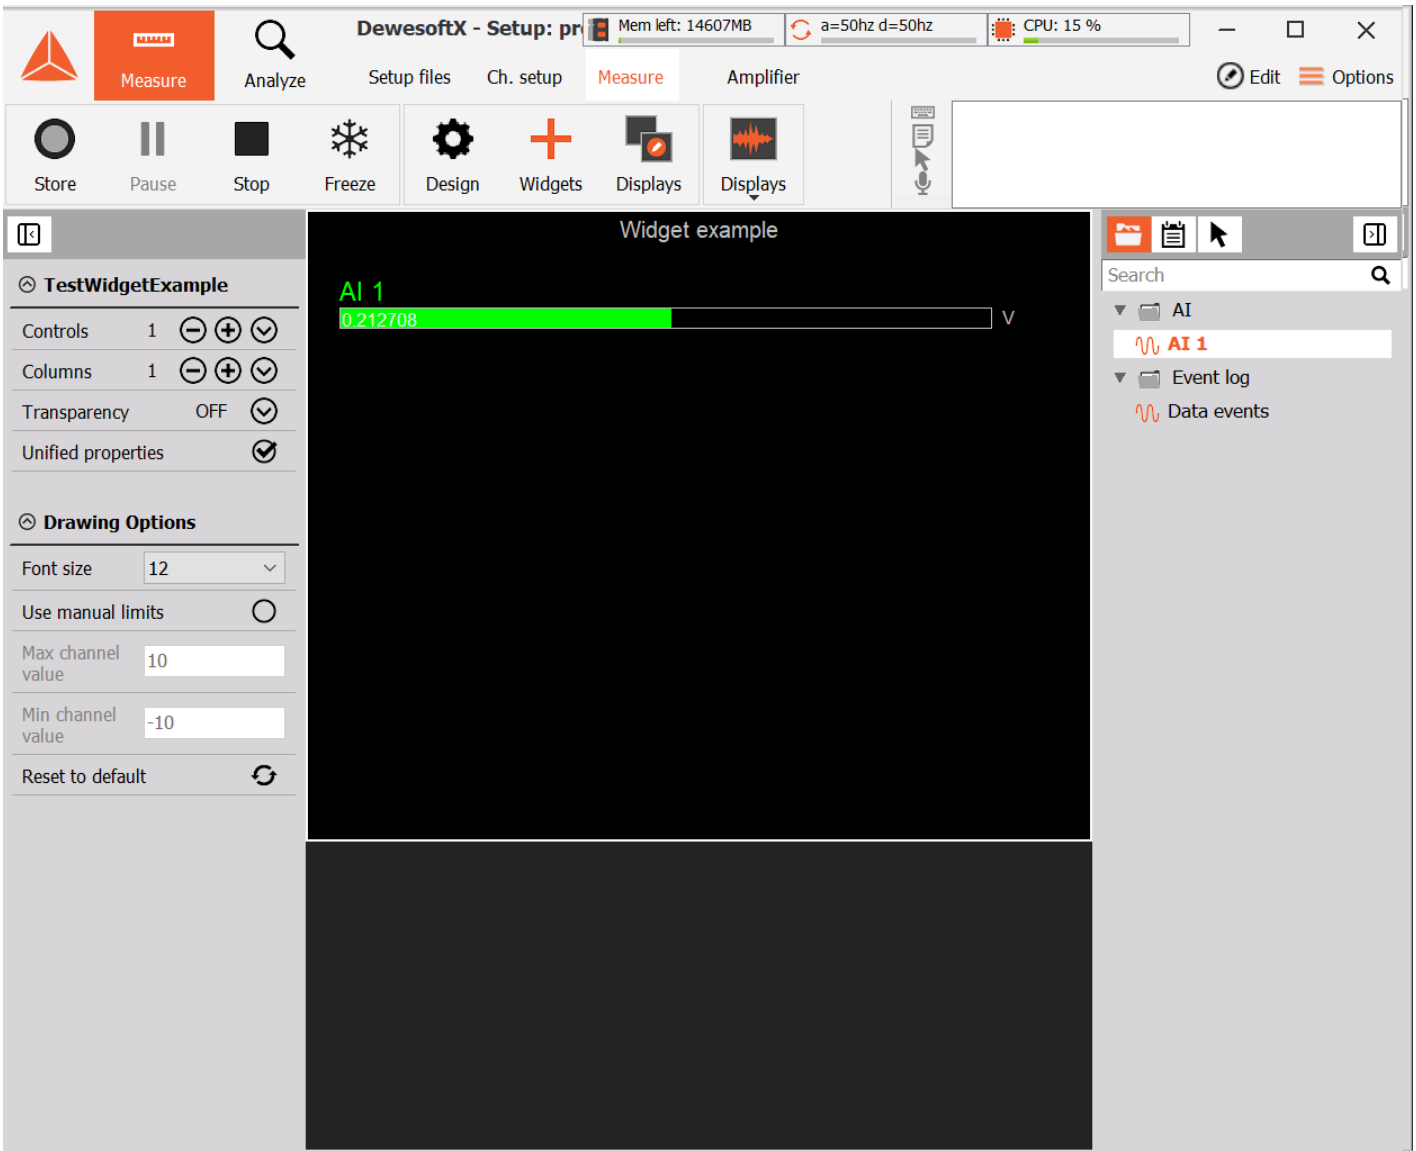 DewesoftX - Setup: pr
Mem left: 14607MB
a=50hz d=50hz
CPU: 15 %
Measure
Analyze
Setup files
Ch. setup
Measure
Amplifier
Edit
Options
Store
Pause
Stop
Freeze
Design
Widgets
Displays
Displays
TestWidgetExample
Controls 1
Columns 1
Transparency OFF
Unified properties
Drawing Options
Font size 12
Use manual limits
Max channel
value
10
Min channel
value
-10
Reset to default
Widget example
AI 1
0.212708
V
Search
AI
AI 1
Event log
Data events